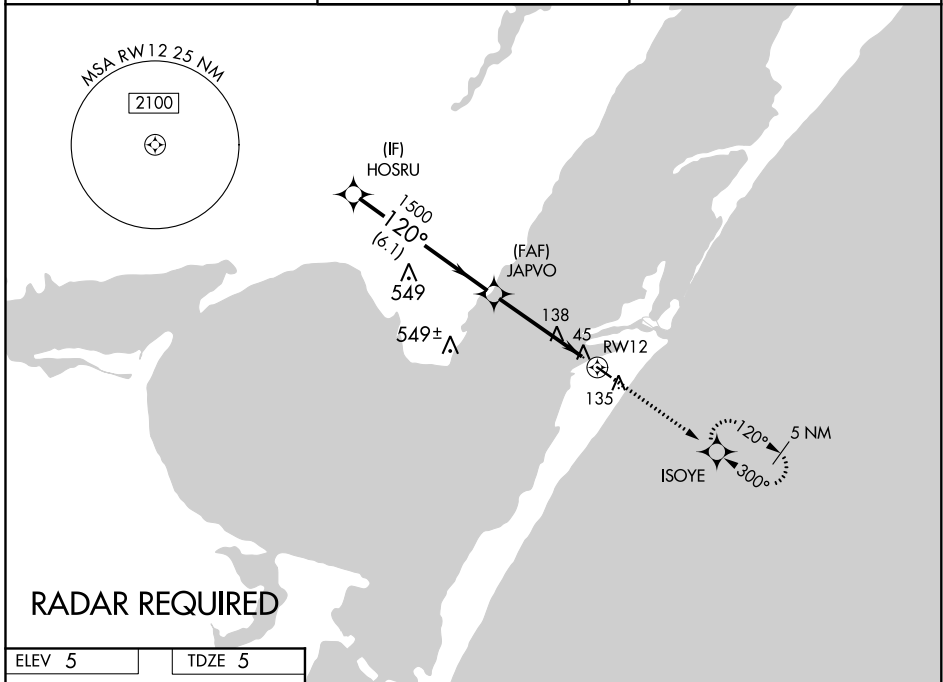 MSA RW12 25 NM
2100
(IF)
HOSRU
1500
120°
(6.1)
(FAF)
JAPVO
549
549±
138
45
RW12
135
120°
5 NM
300°
ISOYE
RADAR REQUIRED
ELEV 5
TDZE 5